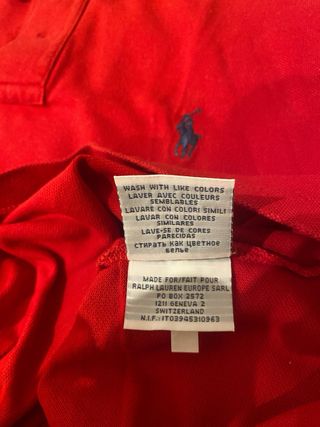 WASH WITH LIKE COLORS
LAVER AVEC COULEURS
SEMBLABLES
LAVARE CON COLORI SIMILI
LAVAR CON COLORES
SIMILARES
LAVE-SE DE CORES
PARECIDAS
СТИРАТЬ КАК ЦВЕТНОЕ
БЕЛЬЕ
MADE FOR/FAIT POUR
RALPH LAUREN EUROPE SARL
PO BOX 2572
1211 GENEVA 2
SWITZERLAND
N.I.F.: IT03945310963